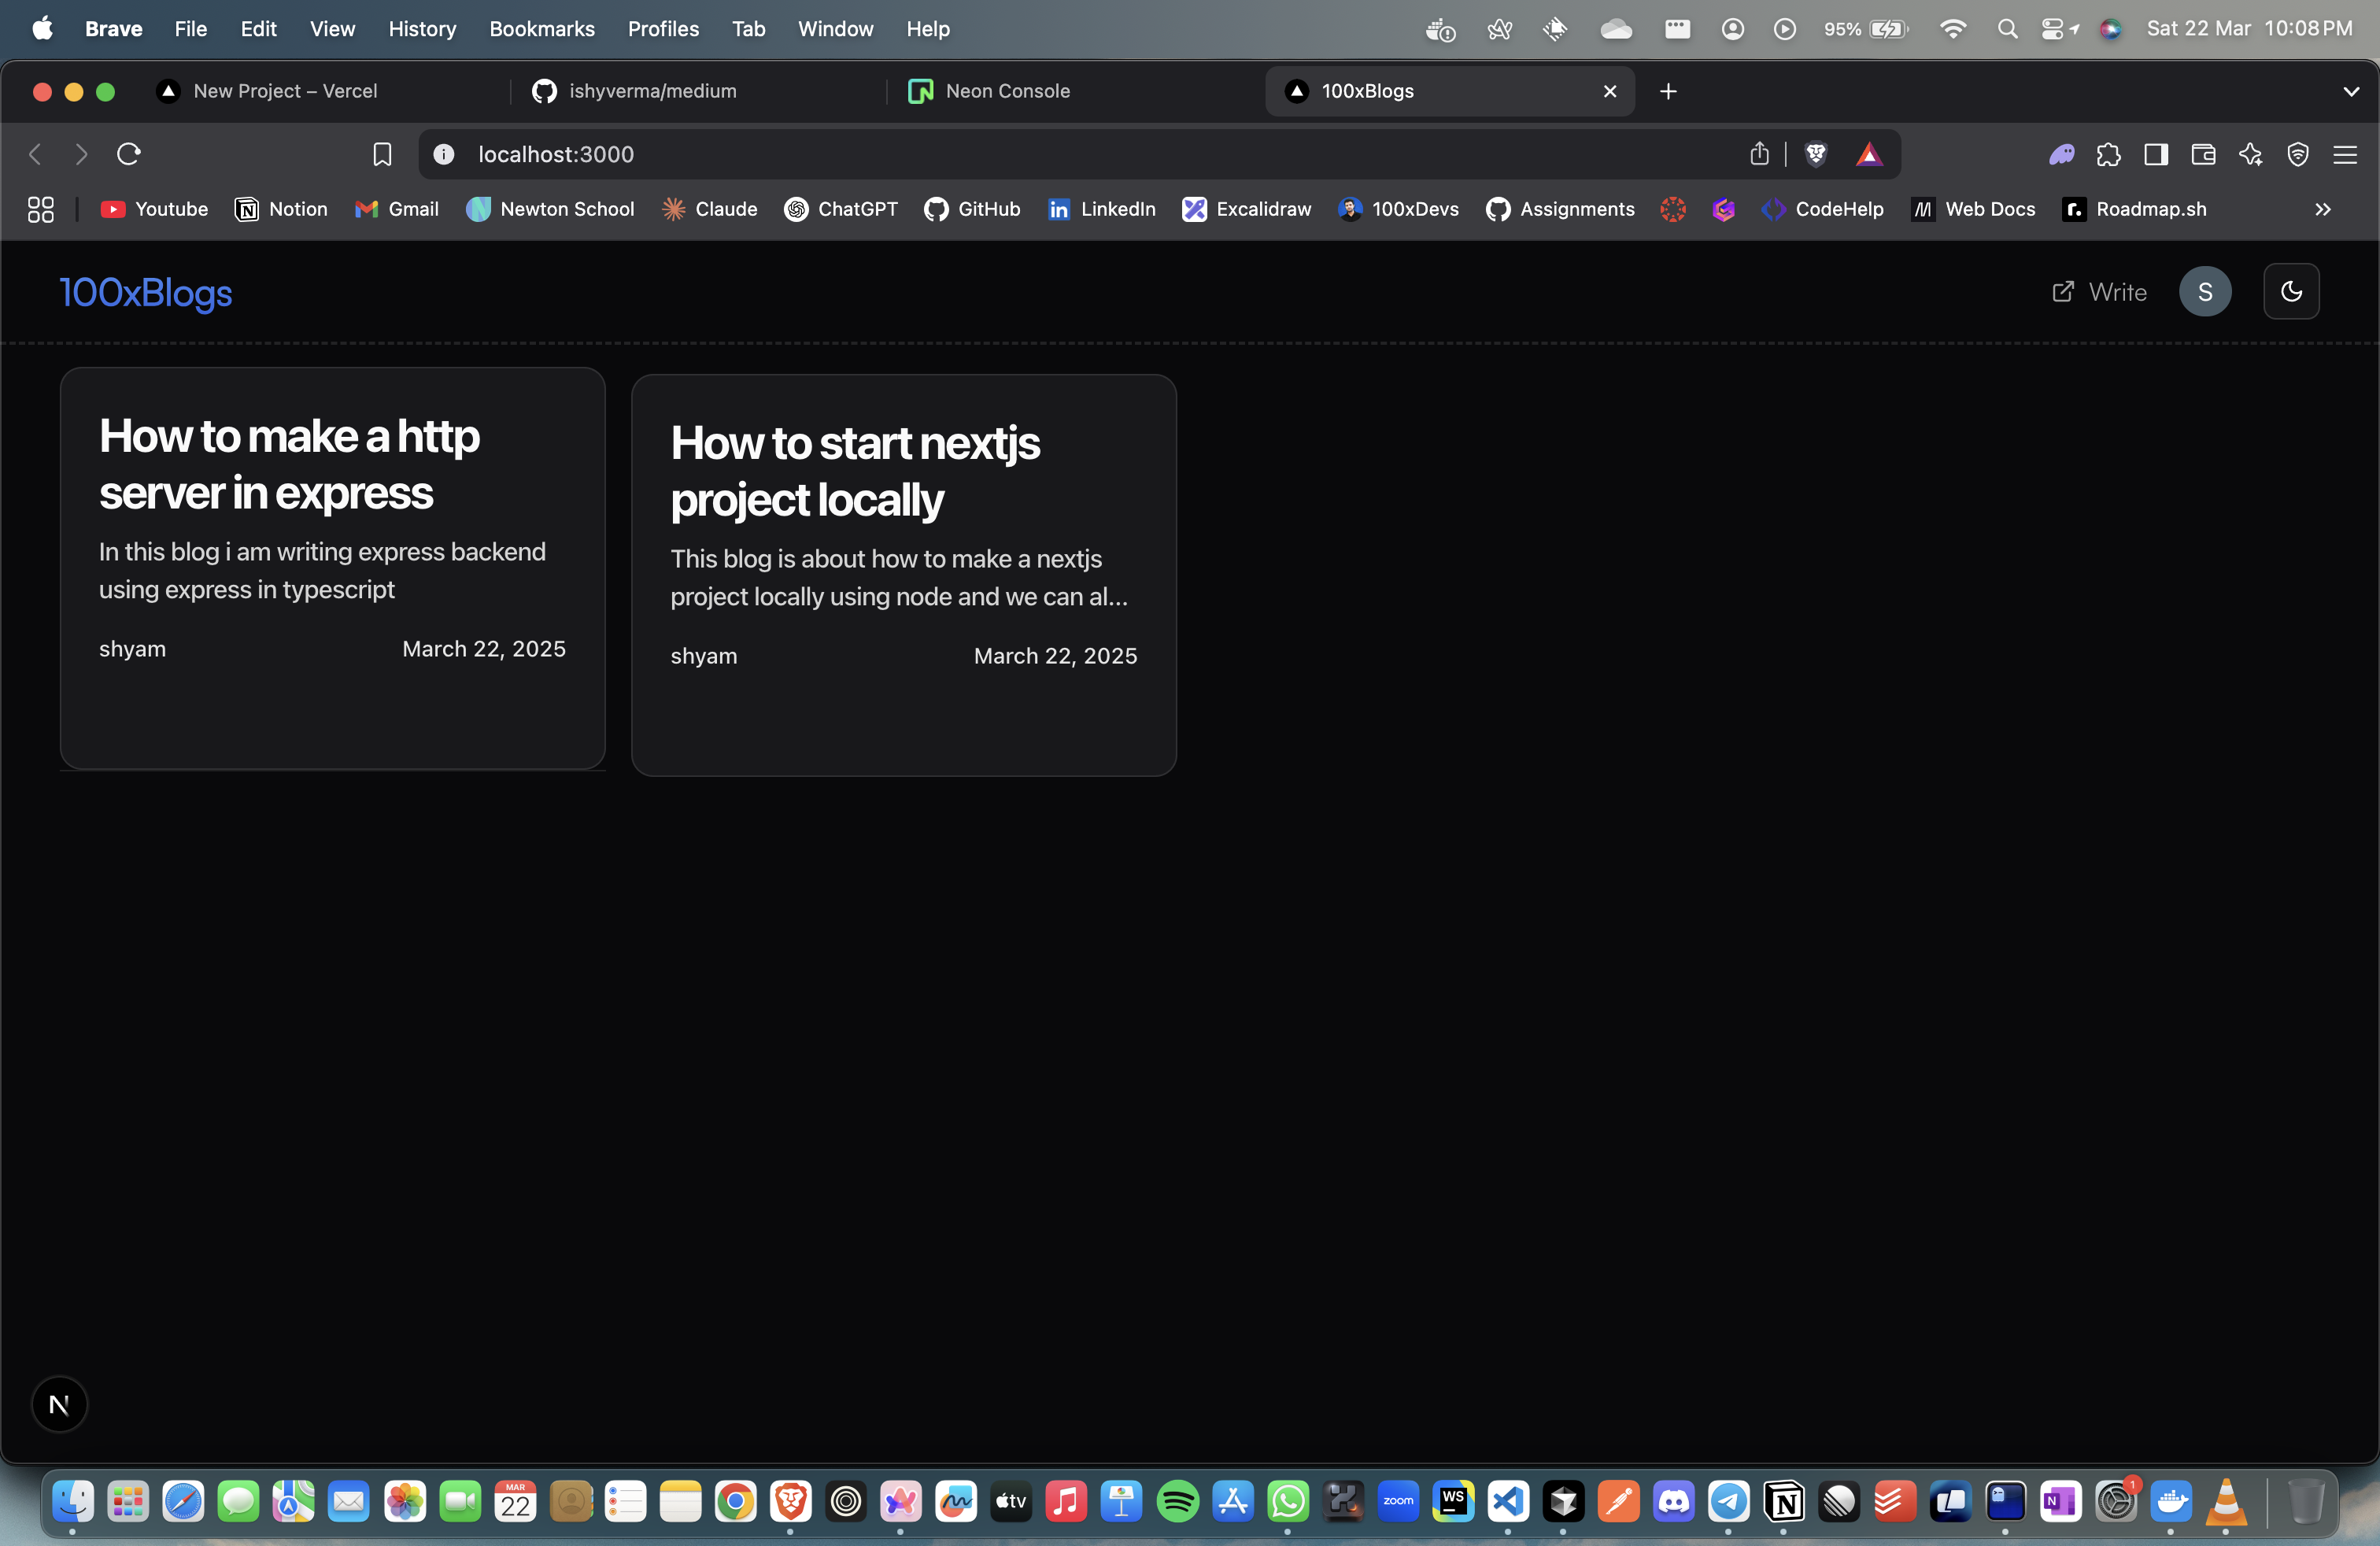 Brave File Edit View History Bookmarks Profiles Tab Window Help 95% Sat 22 Mar 10:08 PM
New Project – Vercel ishyverma/medium Neon Console 100xBlogs
localhost:3000
Youtube Notion Gmail Newton School Claude ChatGPT GitHub LinkedIn Excalidraw 100xDevs Assignments CodeHelp Web Docs Roadmap.sh
100xBlogs Write S
How to make a http
server in express
In this blog i am writing express backend
using express in typescript
shyam March 22, 2025
How to start nextjs
project locally
This blog is about how to make a nextjs
project locally using node and we can al...
shyam March 22, 2025
N
MAR
22
tv
zoom
WS
N
N
1